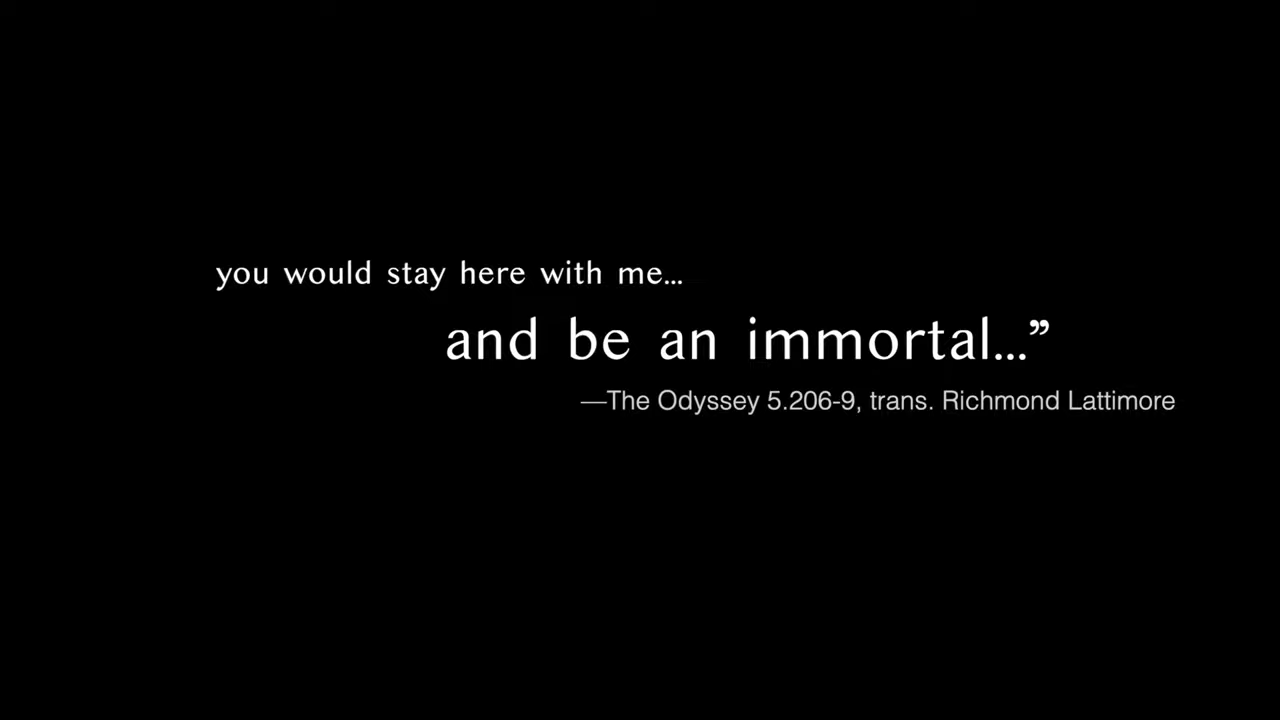 you would stay here with me…
and be an immortal…”
—The Odyssey 5.206-9, trans. Richmond Lattimore